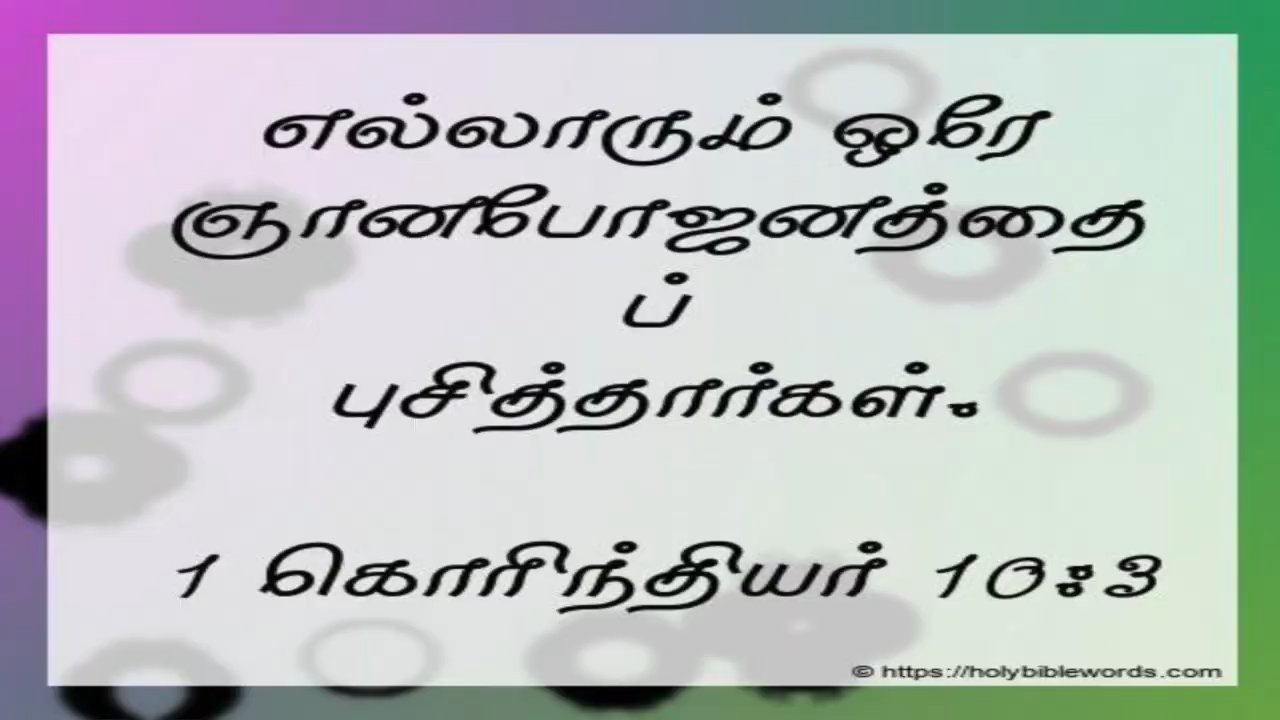 எல்லாரும் ஒரே
ஞானபோஜனத்தை
ப்
புசித்தார்கள்.
1 கொரிந்தியர் 10:3
© https://holybiblewords.com